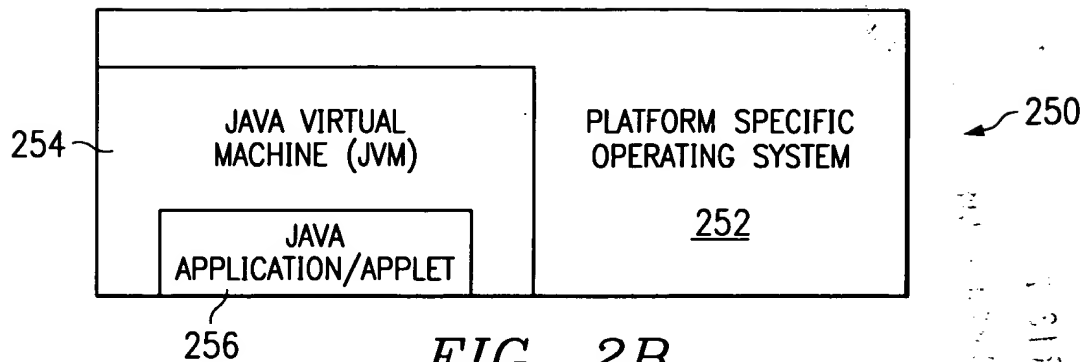 JAVA VIRTUAL
MACHINE (JVM)
PLATFORM SPECIFIC
OPERATING SYSTEM
252
254
250
JAVA
APPLICATION/APPLET
256
FIG. 2B